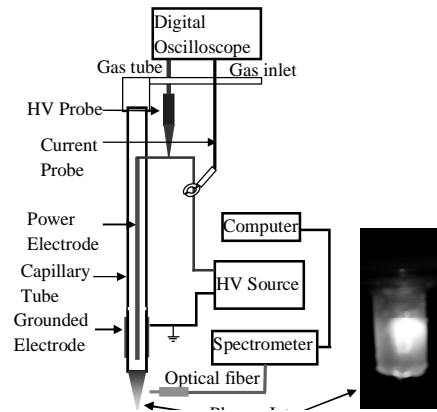 Digital
Oscilloscope
Gas tube
Gas inlet
HV Probe
Current
Probe
Power
Electrode
Computer
Capillary
Tube
HV Source
Grounded
Electrode
Spectrometer
Optical fiber